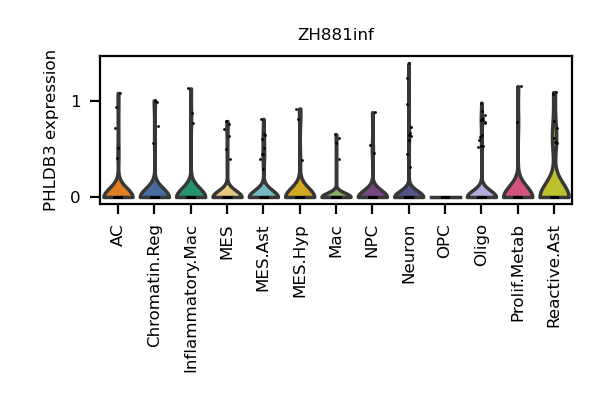 ZH881inf
PHLDB3 expression
1
0
AC
Chromatin.Reg
Inflammatory.Mac
MES
MES.Ast
MES.Hyp
Mac
NPC
Neuron
OPC
Oligo
Prolif.Metab
Reactive.Ast